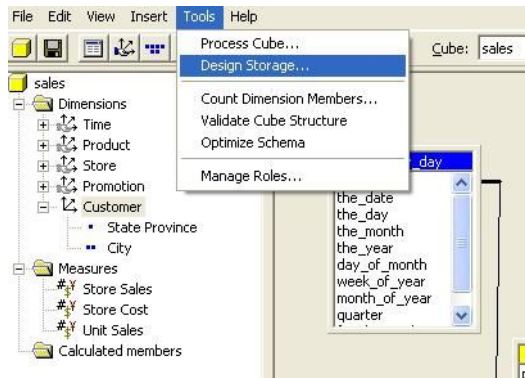 File Edit View Insert Tools Help
Process Cube...
Design Storage...
Count Dimension Members...
Validate Cube Structure
Optimize Schema
Manage Roles...
Cube: sales
sales
Dimensions
Time
Product
Store
Promotion
Customer
State Province
City
Measures
Store Sales
Store Cost
Unit Sales
Calculated members
day
the_date
the_day
the_month
the_year
day_of_month
week_of_year
month_of_year
quarter